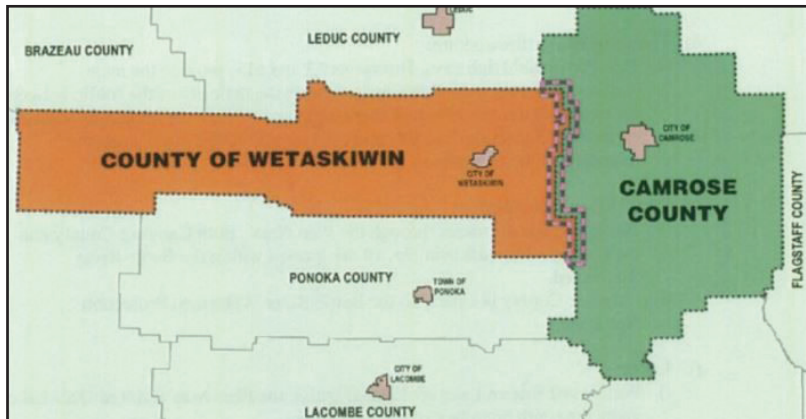 LEDUC
BRAZEAU COUNTY
LEDUC COUNTY
CITY OF
CAMROSE
COUNTY OF WETASKIWIN
CITY OF
WETASKIWIN
CAMROSE
COUNTY
FLAGSTAFF COUNTY
PONOKA COUNTY
TOWN OF
PONOKA
CITY OF
LACOMBE
LACOMBE COUNTY